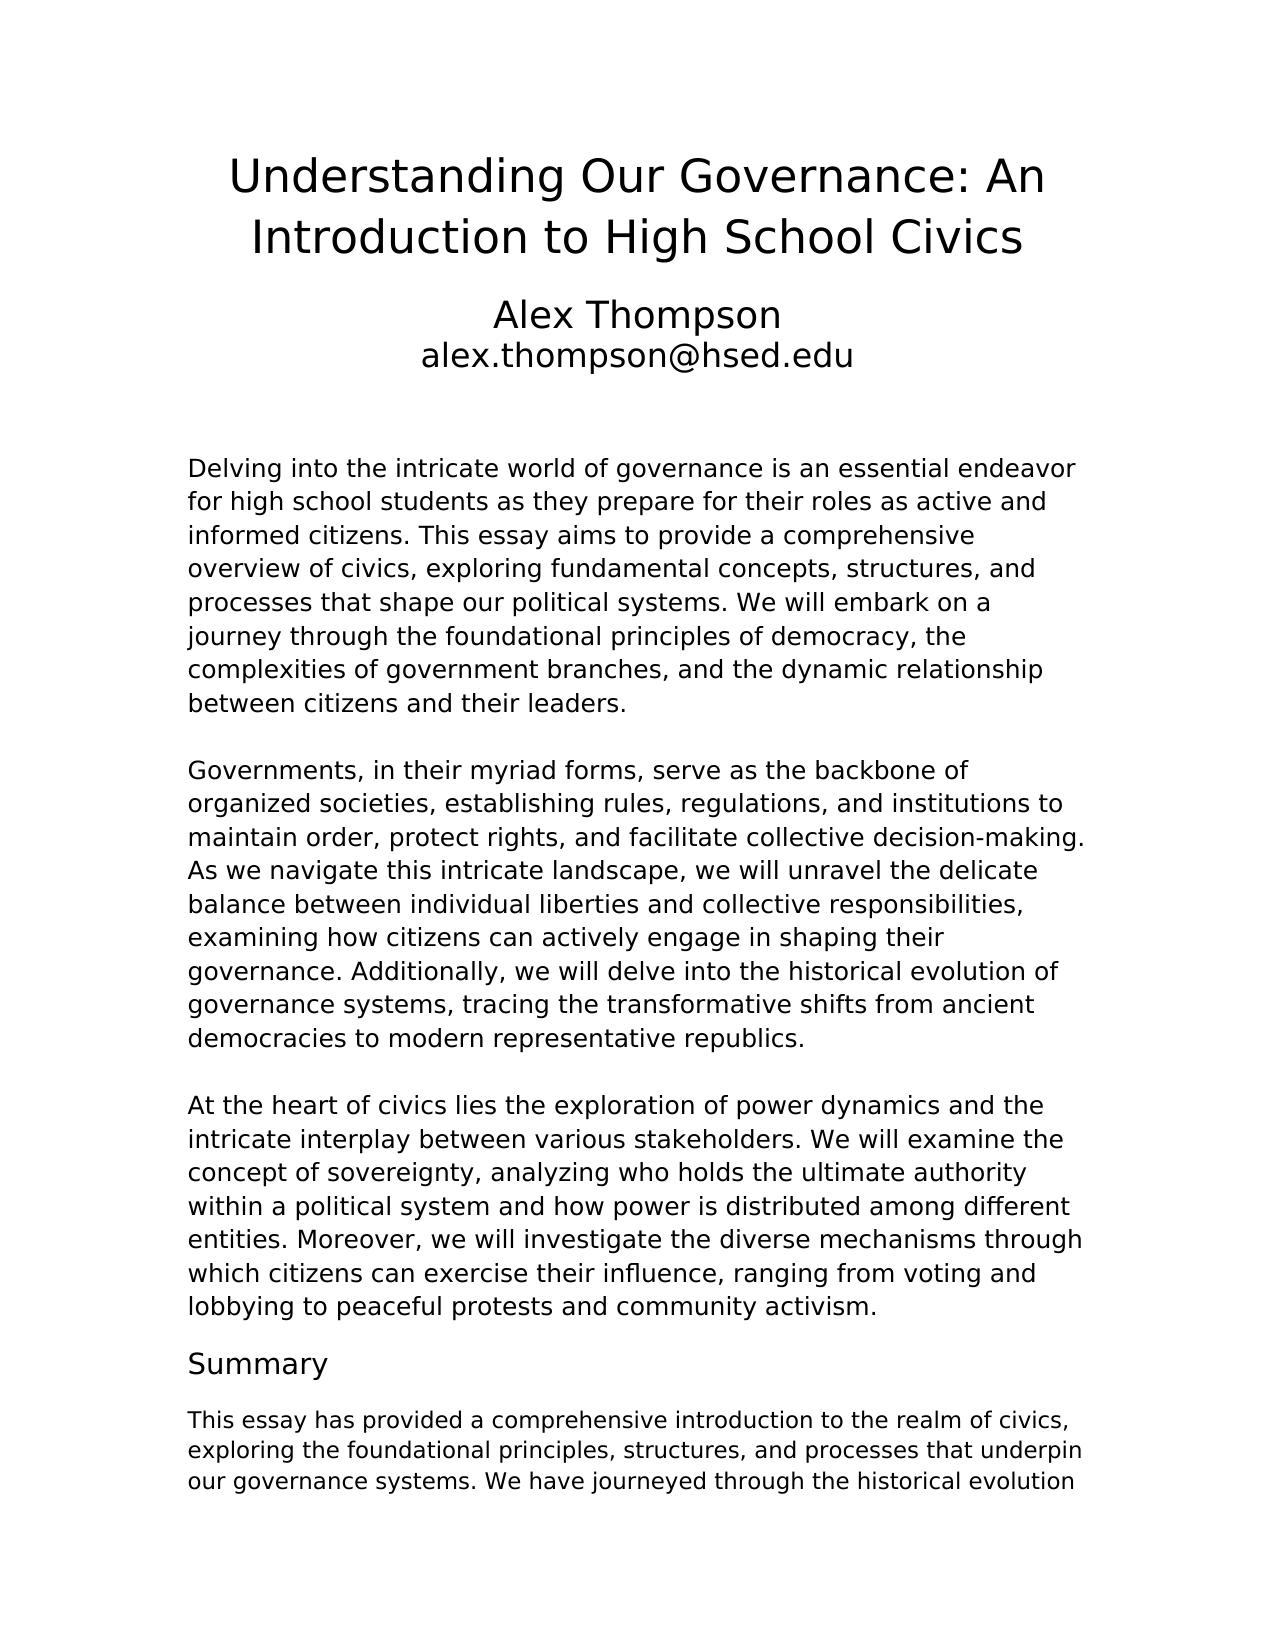 Understanding Our Governance: An
Introduction to High School Civics
Alex Thompson
alex.thompson@hsed.edu
Delving into the intricate world of governance is an essential endeavor
for high school students as they prepare for their roles as active and
informed citizens. This essay aims to provide a comprehensive
overview of civics, exploring fundamental concepts, structures, and
processes that shape our political systems. We will embark on a
journey through the foundational principles of democracy, the
complexities of government branches, and the dynamic relationship
between citizens and their leaders.
Governments, in their myriad forms, serve as the backbone of
organized societies, establishing rules, regulations, and institutions to
maintain order, protect rights, and facilitate collective decision-making.
As we navigate this intricate landscape, we will unravel the delicate
balance between individual liberties and collective responsibilities,
examining how citizens can actively engage in shaping their
governance. Additionally, we will delve into the historical evolution of
governance systems, tracing the transformative shifts from ancient
democracies to modern representative republics.
At the heart of civics lies the exploration of power dynamics and the
intricate interplay between various stakeholders. We will examine the
concept of sovereignty, analyzing who holds the ultimate authority
within a political system and how power is distributed among different
entities. Moreover, we will investigate the diverse mechanisms through
which citizens can exercise their influence, ranging from voting and
lobbying to peaceful protests and community activism.
Summary
This essay has provided a comprehensive introduction to the realm of civics,
exploring the foundational principles, structures, and processes that underpin
our governance systems. We have journeyed through the historical evolution